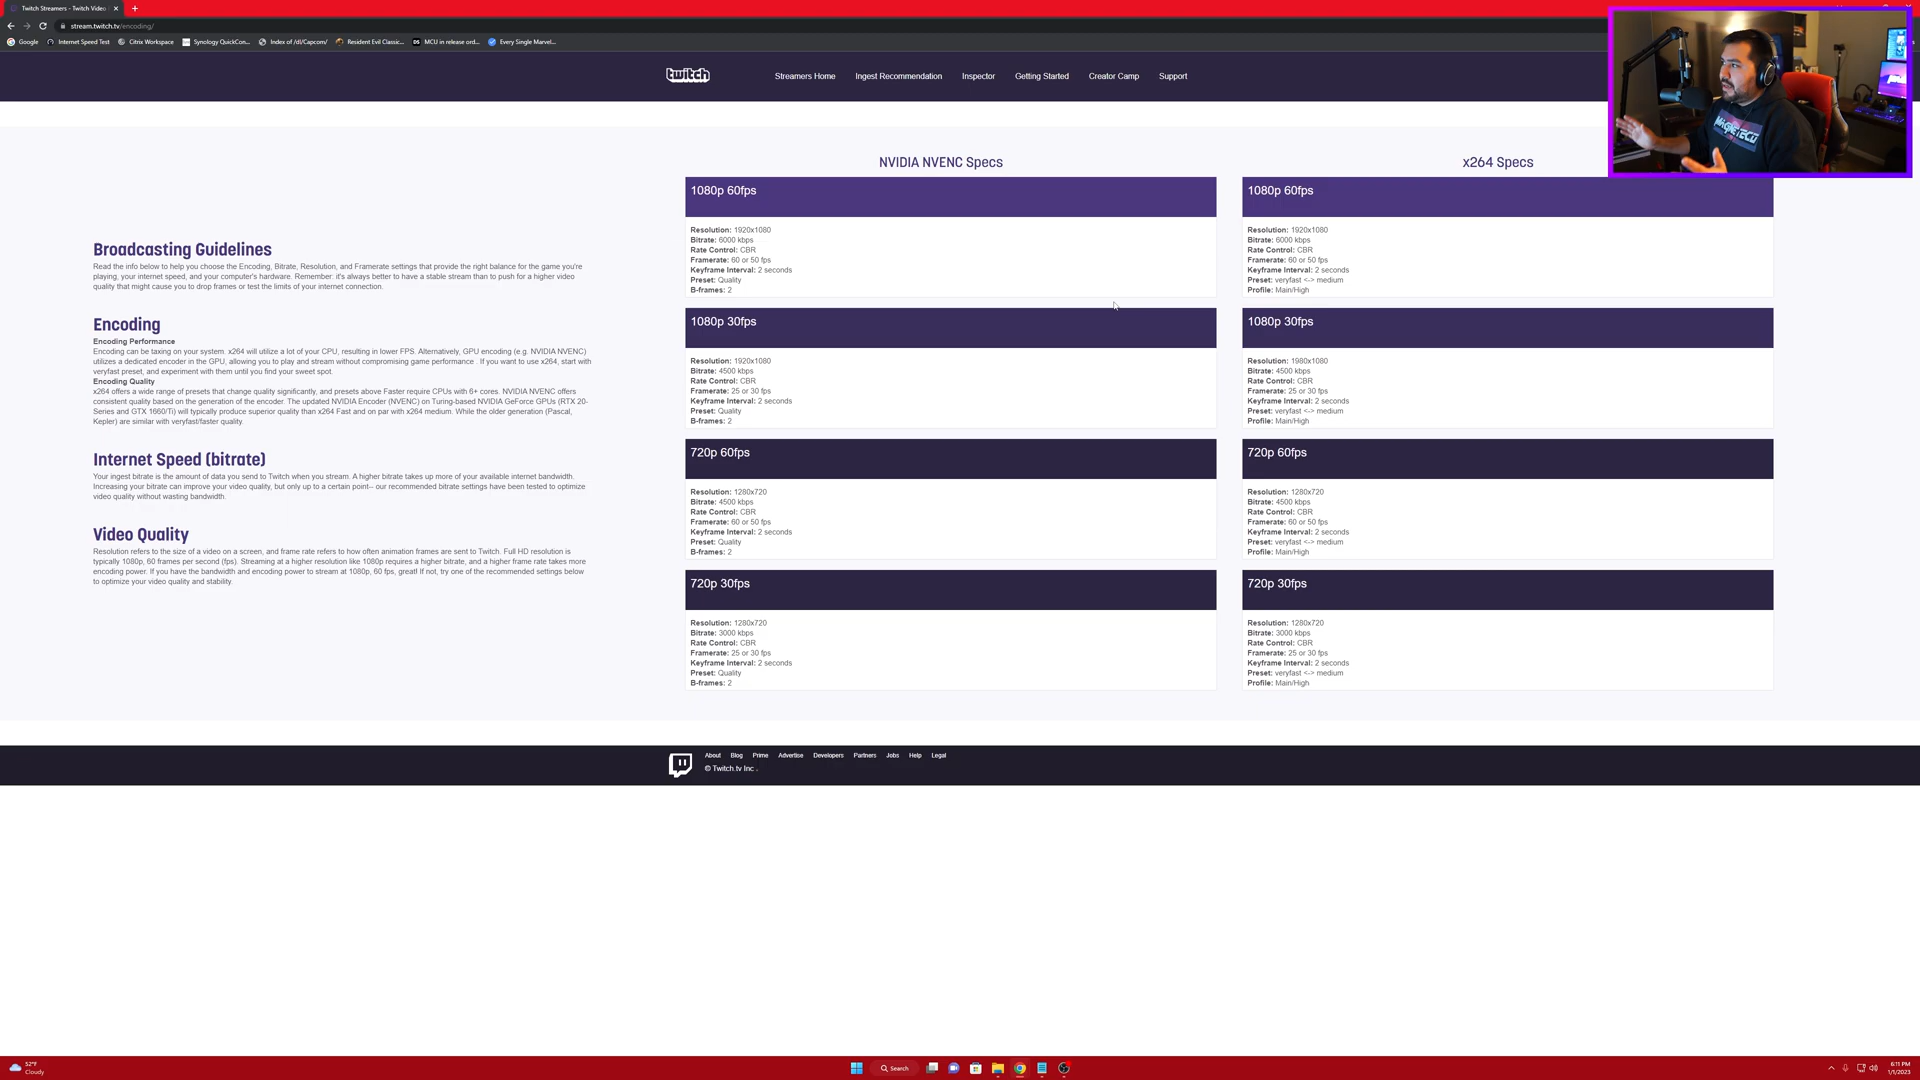 Twitch Streamers - Twitch Video
stream.twitch.tv/encoding/
Google
Internet Speed Test
Citrix Workspace
Synology QuickCon...
Index of /dl/Capcom/
Resident Evil Classic...
MCU in release ord...
Every Single Marvel...
twitch
Streamers Home
Ingest Recommendation
Inspector
Getting Started
Creator Camp
Support
Broadcasting Guidelines
Read the info below to help you choose the Encoding, Bitrate, Resolution, and Framerate settings that provide the right balance for the game you're
playing, your internet speed, and your computer's hardware. Remember: it's always better to have a stable stream than to push for a higher video
quality that might cause you to drop frames or test the limits of your internet connection.
Encoding
Encoding Performance
Encoding can be taxing on your system: x264 will utilize a lot of your CPU, resulting in lower FPS. Alternatively, GPU encoding (e.g. NVIDIA NVENC)
utilizes a dedicated encoder in the GPU, allowing you to play and stream without compromising game performance . If you want to use x264, start with
veryfast preset, and experiment with them until you find your sweet spot.
Encoding Quality
x264 offers a wide range of presets that change quality significantly, and presets above Faster require CPUs with 6+ cores. NVIDIA NVENC offers
consistent quality based on the generation of the encoder. The updated NVIDIA Encoder (NVENC) on Turing-based NVIDIA GeForce GPUs (RTX 20-
Series and GTX 1660/Ti) will typically produce superior quality than x264 Fast and on par with x264 medium. While the older generation (Pascal,
Kepler) are similar with veryfast/faster quality.
Internet Speed (bitrate)
Your ingest bitrate is the amount of data you send to Twitch when you stream. A higher bitrate takes up more of your available internet bandwidth.
Increasing your bitrate can improve your video quality, but only up to a certain point-- our recommended bitrate settings have been tested to optimize
video quality without wasting bandwidth.
Video Quality
Resolution refers to the size of a video on a screen, and frame rate refers to how often animation frames are sent to Twitch. Full HD resolution is
typically 1080p, 60 frames per second (fps). Streaming at a higher resolution like 1080p requires a higher bitrate, and a higher frame rate takes more
encoding power. If you have the bandwidth and encoding power to stream at 1080p, 60 fps, great! If not, try one of the recommended settings below
to optimize your video quality and stability.
NVIDIA NVENC Specs
1080p 60fps
Resolution: 1920x1080
Bitrate: 6000 kbps
Rate Control: CBR
Framerate: 60 or 50 fps
Keyframe Interval: 2 seconds
Preset: Quality
B-frames: 2
1080p 30fps
Resolution: 1920x1080
Bitrate: 4500 kbps
Rate Control: CBR
Framerate: 25 or 30 fps
Keyframe Interval: 2 seconds
Preset: Quality
B-frames: 2
720p 60fps
Resolution: 1280x720
Bitrate: 4500 kbps
Rate Control: CBR
Framerate: 60 or 50 fps
Keyframe Interval: 2 seconds
Preset: Quality
B-frames: 2
720p 30fps
Resolution: 1280x720
Bitrate: 3000 kbps
Rate Control: CBR
Framerate: 25 or 30 fps
Keyframe Interval: 2 seconds
Preset: Quality
B-frames: 2
x264 Specs
1080p 60fps
Resolution: 1920x1080
Bitrate: 6000 kbps
Rate Control: CBR
Framerate: 60 or 50 fps
Keyframe Interval: 2 seconds
Preset: veryfast <-> medium
Profile: Main/High
1080p 30fps
Resolution: 1980x1080
Bitrate: 4500 kbps
Rate Control: CBR
Framerate: 25 or 30 fps
Keyframe Interval: 2 seconds
Preset: veryfast <-> medium
Profile: Main/High
720p 60fps
Resolution: 1280x720
Bitrate: 4500 kbps
Rate Control: CBR
Framerate: 60 or 50 fps
Keyframe Interval: 2 seconds
Preset: veryfast <-> medium
Profile: Main/High
720p 30fps
Resolution: 1280x720
Bitrate: 3000 kbps
Rate Control: CBR
Framerate: 25 or 30 fps
Keyframe Interval: 2 seconds
Preset: veryfast <-> medium
Profile: Main/High
About
Blog
Prime
Advertise
Developers
Partners
Jobs
Help
Legal
© Twitch.tv Inc .
52°F
Cloudy
Search
6:11 PM
1/1/2023